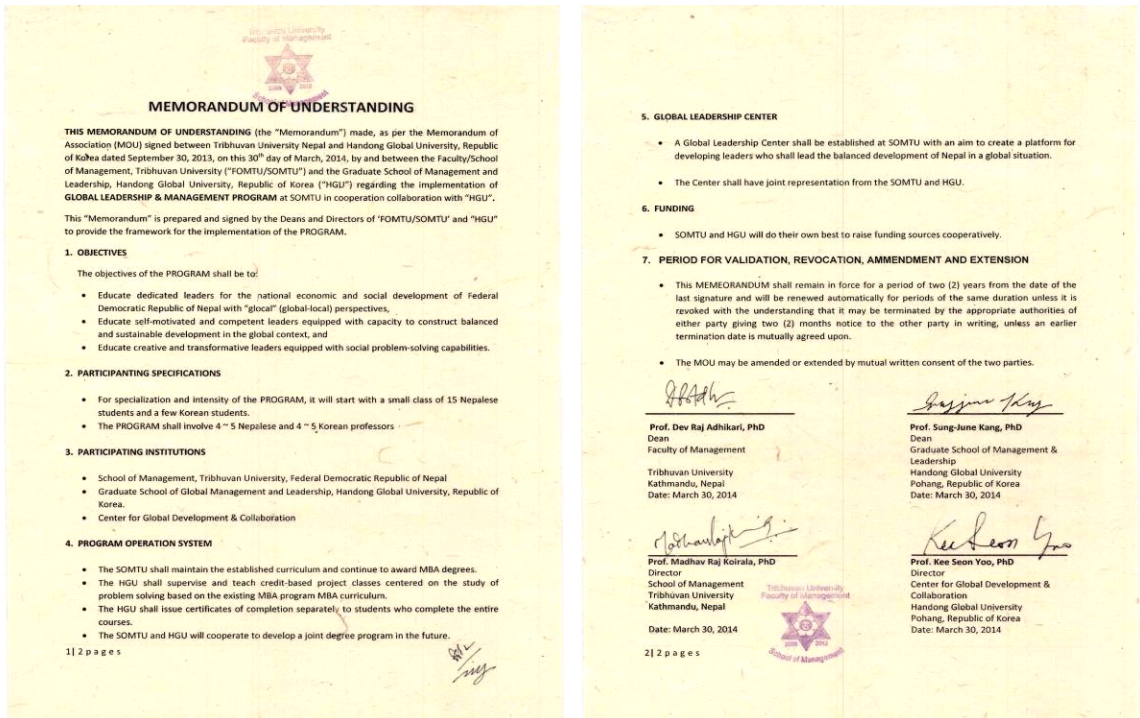 Tribhuvan University
Faculty of Management
2069 2012
School of Management
MEMORANDUM OF UNDERSTANDING
THIS MEMORANDUM OF UNDERSTANDING (the “Memorandum”) made, as per the Memorandum of
Association (MOU) signed between Tribhuvan University Nepal and Handong Global University, Republic
of Korea dated September 30, 2013, on this 30th day of March, 2014, by and between the Faculty/School
of Management, Tribhuvan University (“FOMTU/SOMTU”) and the Graduate School of Management and
Leadership, Handong Global University, Republic of Korea (“HGU”) regarding the implementation of
GLOBAL LEADERSHIP & MANAGEMENT PROGRAM at SOMTU in cooperation collaboration with “HGU”.
This “Memorandum” is prepared and signed by the Deans and Directors of ‘FOMTU/SOMTU’ and “HGU”
to provide the framework for the implementation of the PROGRAM.
1. OBJECTIVES
The objectives of the PROGRAM shall be to:
• Educate dedicated leaders for the national economic and social development of Federal
Democratic Republic of Nepal with “glocal” (global-local) perspectives,
• Educate self-motivated and competent leaders equipped with capacity to construct balanced
and sustainable development in the global context, and
• Educate creative and transformative leaders equipped with social problem-solving capabilities.
2. PARTICIPANTING SPECIFICATIONS
• For specialization and intensity of the PROGRAM, it will start with a small class of 15 Nepalese
students and a few Korean students.
• The PROGRAM shall involve 4 ~ 5 Nepalese and 4 ~ 5 Korean professors
3. PARTICIPATING INSTITUTIONS
• School of Management, Tribhuvan University, Federal Democratic Republic of Nepal
• Graduate School of Global Management and Leadership, Handong Global University, Republic of
Korea.
• Center for Global Development & Collaboration
4. PROGRAM OPERATION SYSTEM
• The SOMTU shall maintain the established curriculum and continue to award MBA degrees.
• The HGU shall supervise and teach credit-based project classes centered on the study of
problem solving based on the existing MBA program MBA curriculum.
• The HGU shall issue certificates of completion separately to students who complete the entire
courses.
• The SOMTU and HGU will cooperate to develop a joint degree program in the future.
1| 2 p a g e s
5. GLOBAL LEADERSHIP CENTER
• A Global Leadership Center shall be established at SOMTU with an aim to create a platform for
developing leaders who shall lead the balanced development of Nepal in a global situation.
• The Center shall have joint representation from the SOMTU and HGU.
6. FUNDING
• SOMTU and HGU will do their own best to raise funding sources cooperatively.
7. PERIOD FOR VALIDATION, REVOCATION, AMMENDMENT AND EXTENSION
• This MEMEORANDUM shall remain in force for a period of two (2) years from the date of the
last signature and will be renewed automatically for periods of the same duration unless it is
revoked with the understanding that it may be terminated by the appropriate authorities of
either party giving two (2) months notice to the other party in writing, unless an earlier
termination date is mutually agreed upon.
• The MOU may be amended or extended by mutual written consent of the two parties.
Prof. Dev Raj Adhikari, PhD
Dean
Faculty of Management
Tribhuvan University
Kathmandu, Nepal
Date: March 30, 2014
Prof. Sung-June Kang, PhD
Dean
Graduate School of Management &
Leadership
Handong Global University
Pohang, Republic of Korea
Date: March 30, 2014
Prof. Madhav Raj Koirala, PhD
Director
School of Management
Tribhuvan University
Kathmandu, Nepal
Date: March 30, 2014
Kee Seon Yoo
Prof. Kee Seon Yoo, PhD
Director
Center for Global Development &
Collaboration
Handong Global University
Pohang, Republic of Korea
Date: March 30, 2014
Tribhuvan University
Faculty of Management
2069 2012
School of Management
2| 2 p a g e s